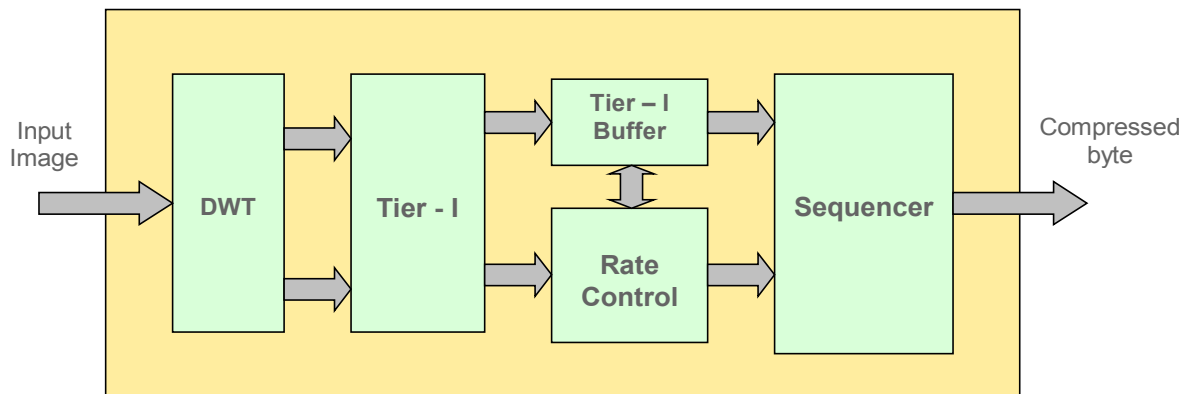 Input
Image
DWT
Tier - I
Tier – I
Buffer
Rate
Control
Sequencer
Compressed
byte